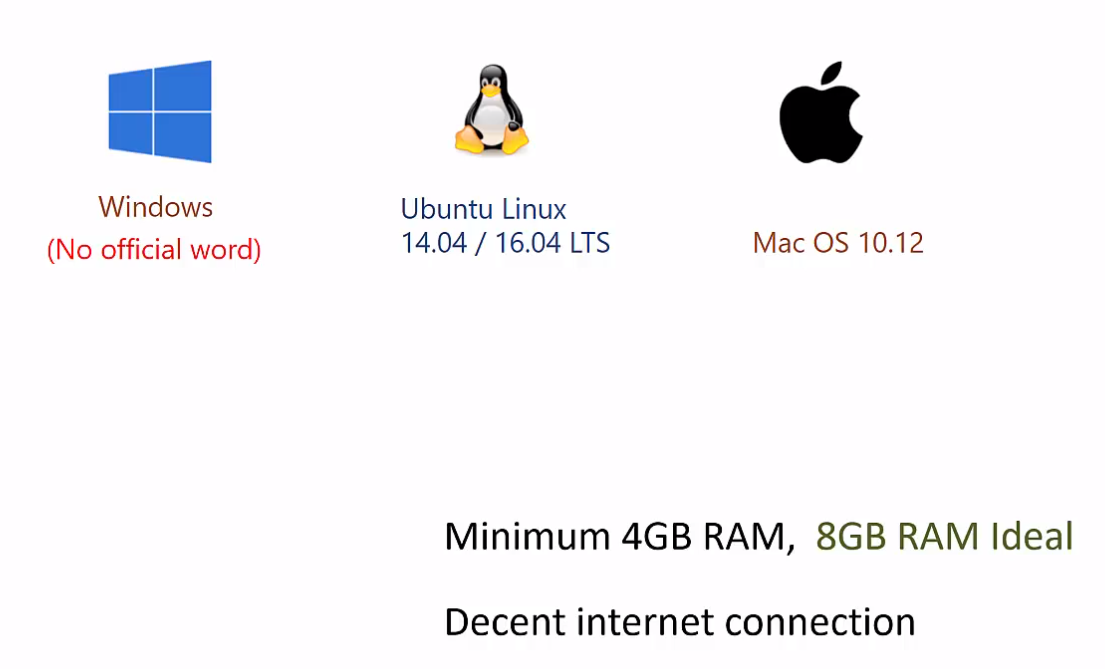 Windows
(No official word)
Ubuntu Linux
14.04 / 16.04 LTS
Mac OS 10.12
Minimum 4GB RAM, 8GB RAM Ideal
Decent internet connection